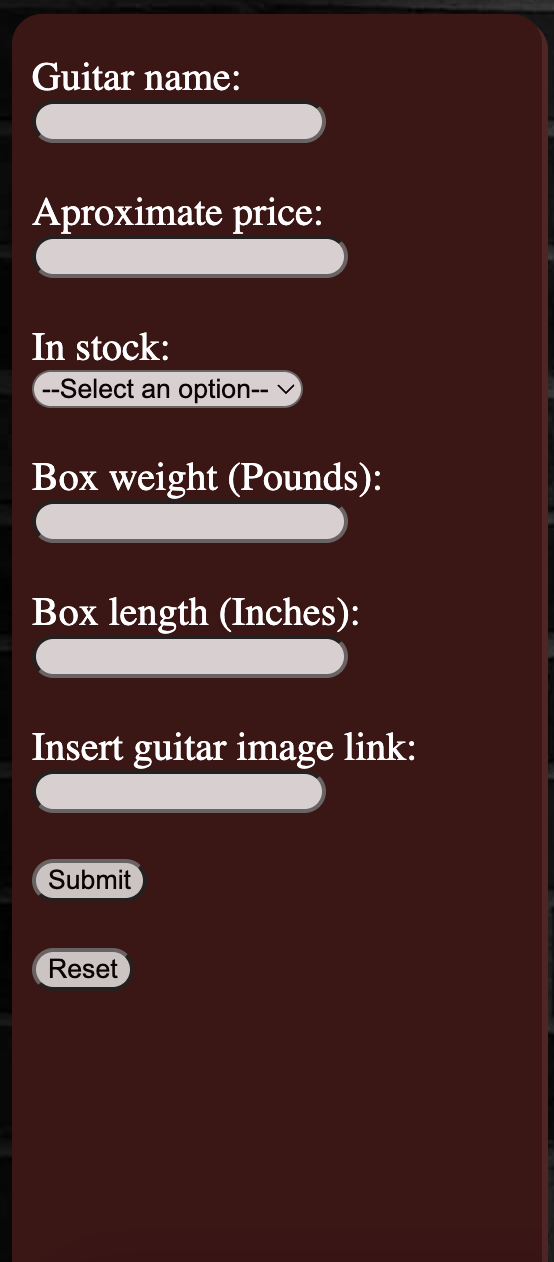 Guitar name:
Aproximate price:
In stock:
--Select an option--
Box weight (Pounds):
Box length (Inches):
Insert guitar image link:
Submit
Reset